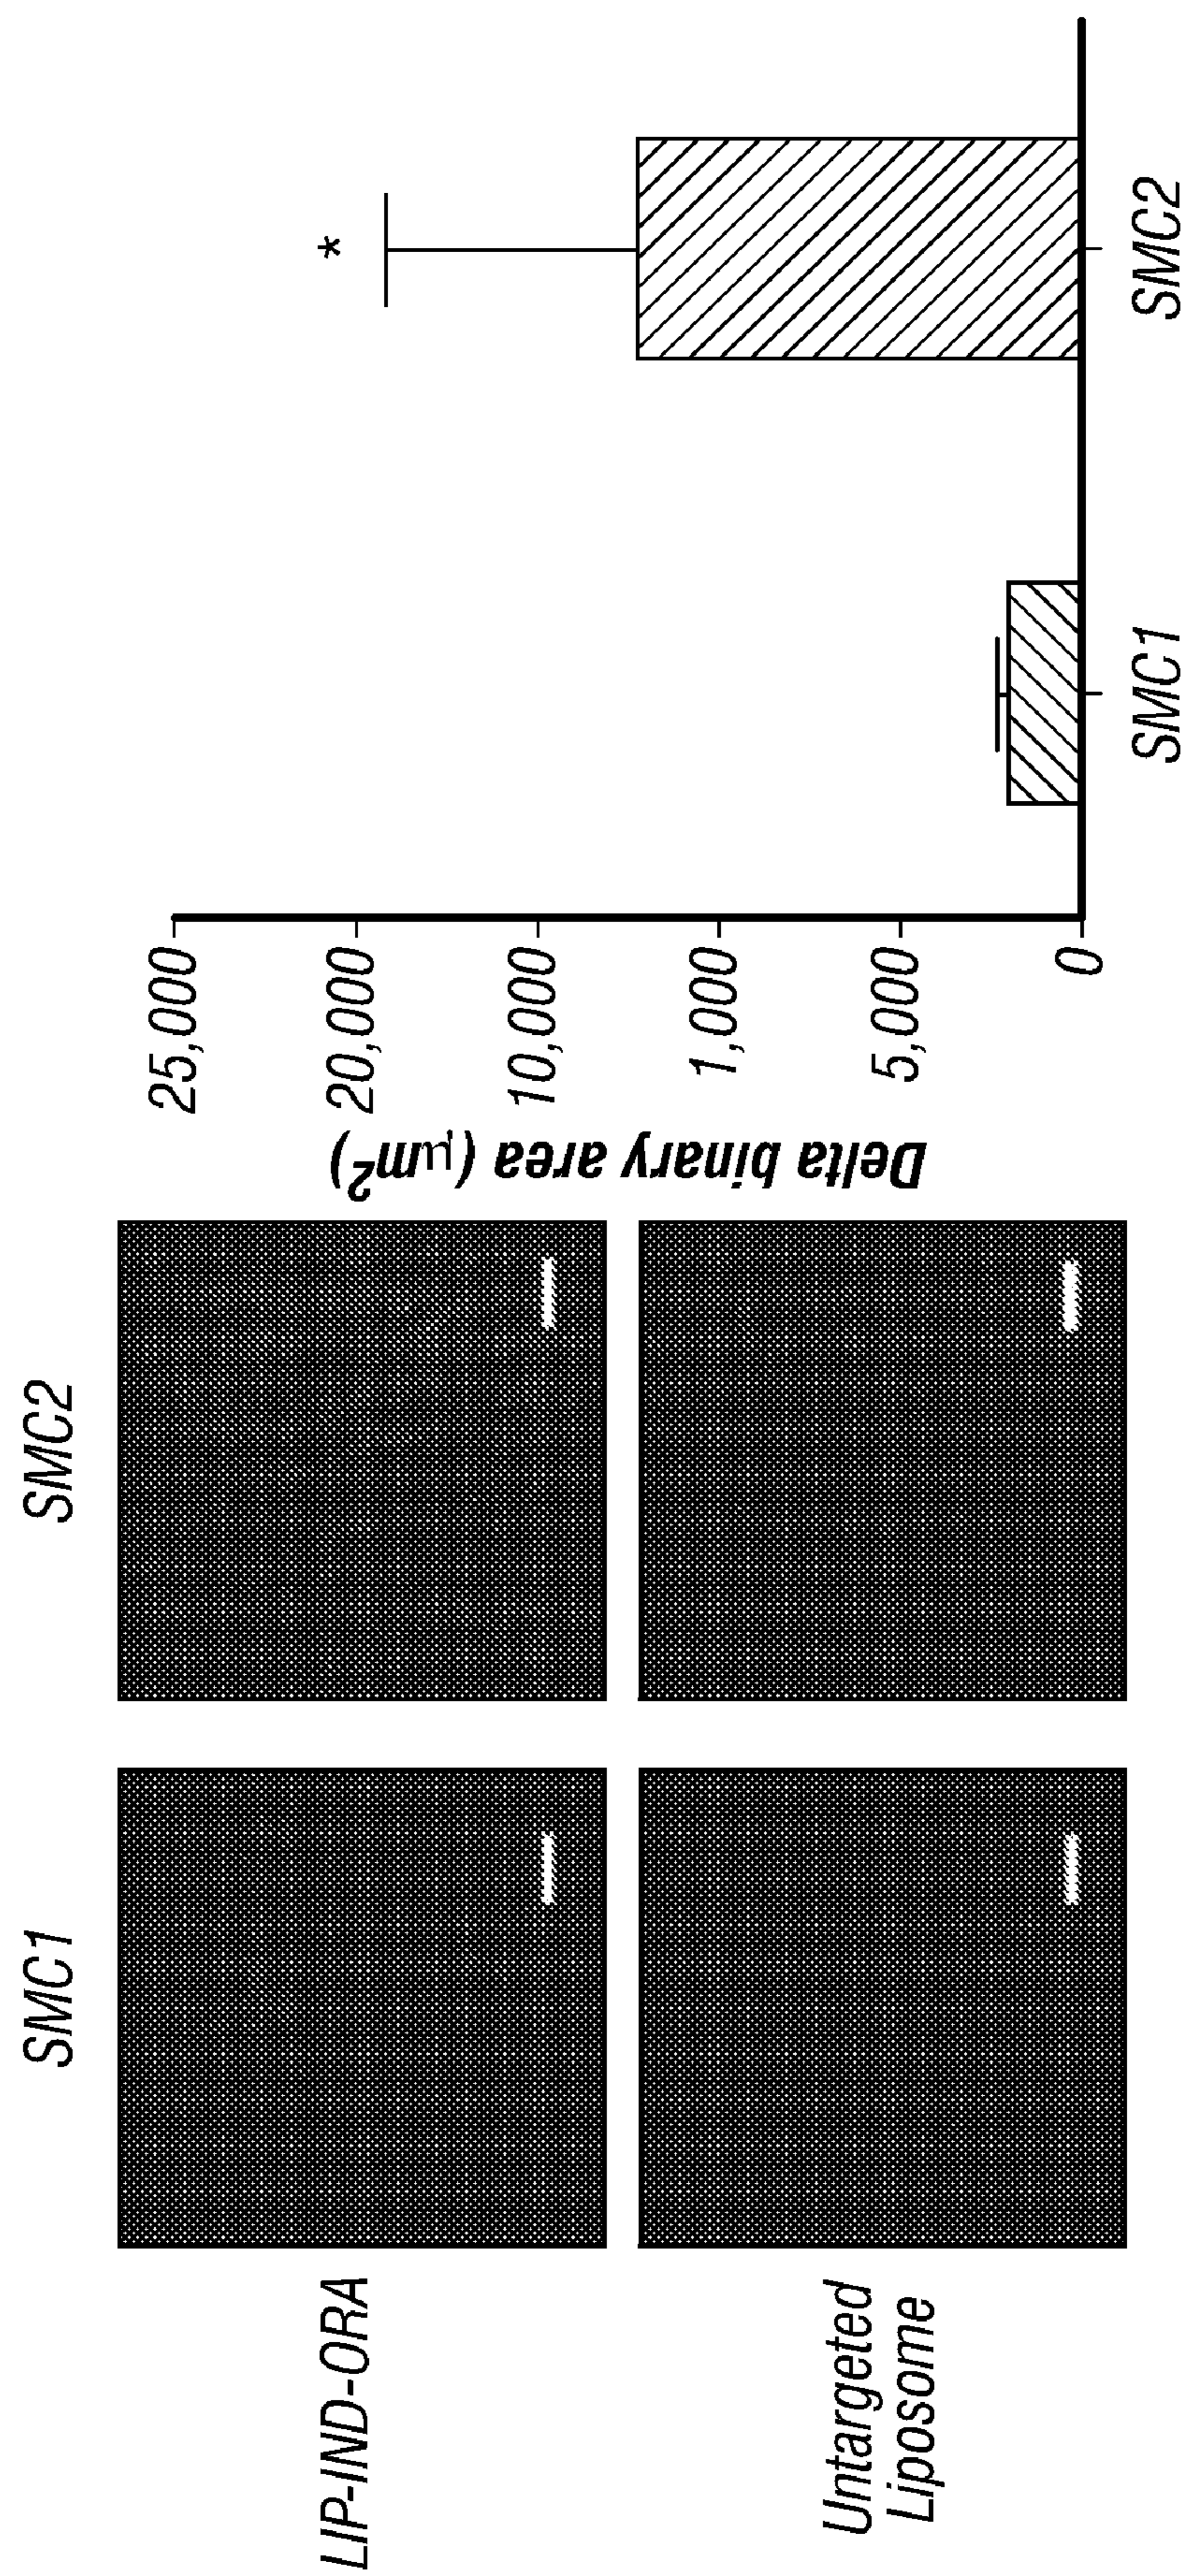 SMC1
SMC2
LIP-IND-ORA
Untargeted
Liposome
Delta binary area (µm²)
25,000
20,000
10,000
1,000
5,000
0
*
SMC1
SMC2